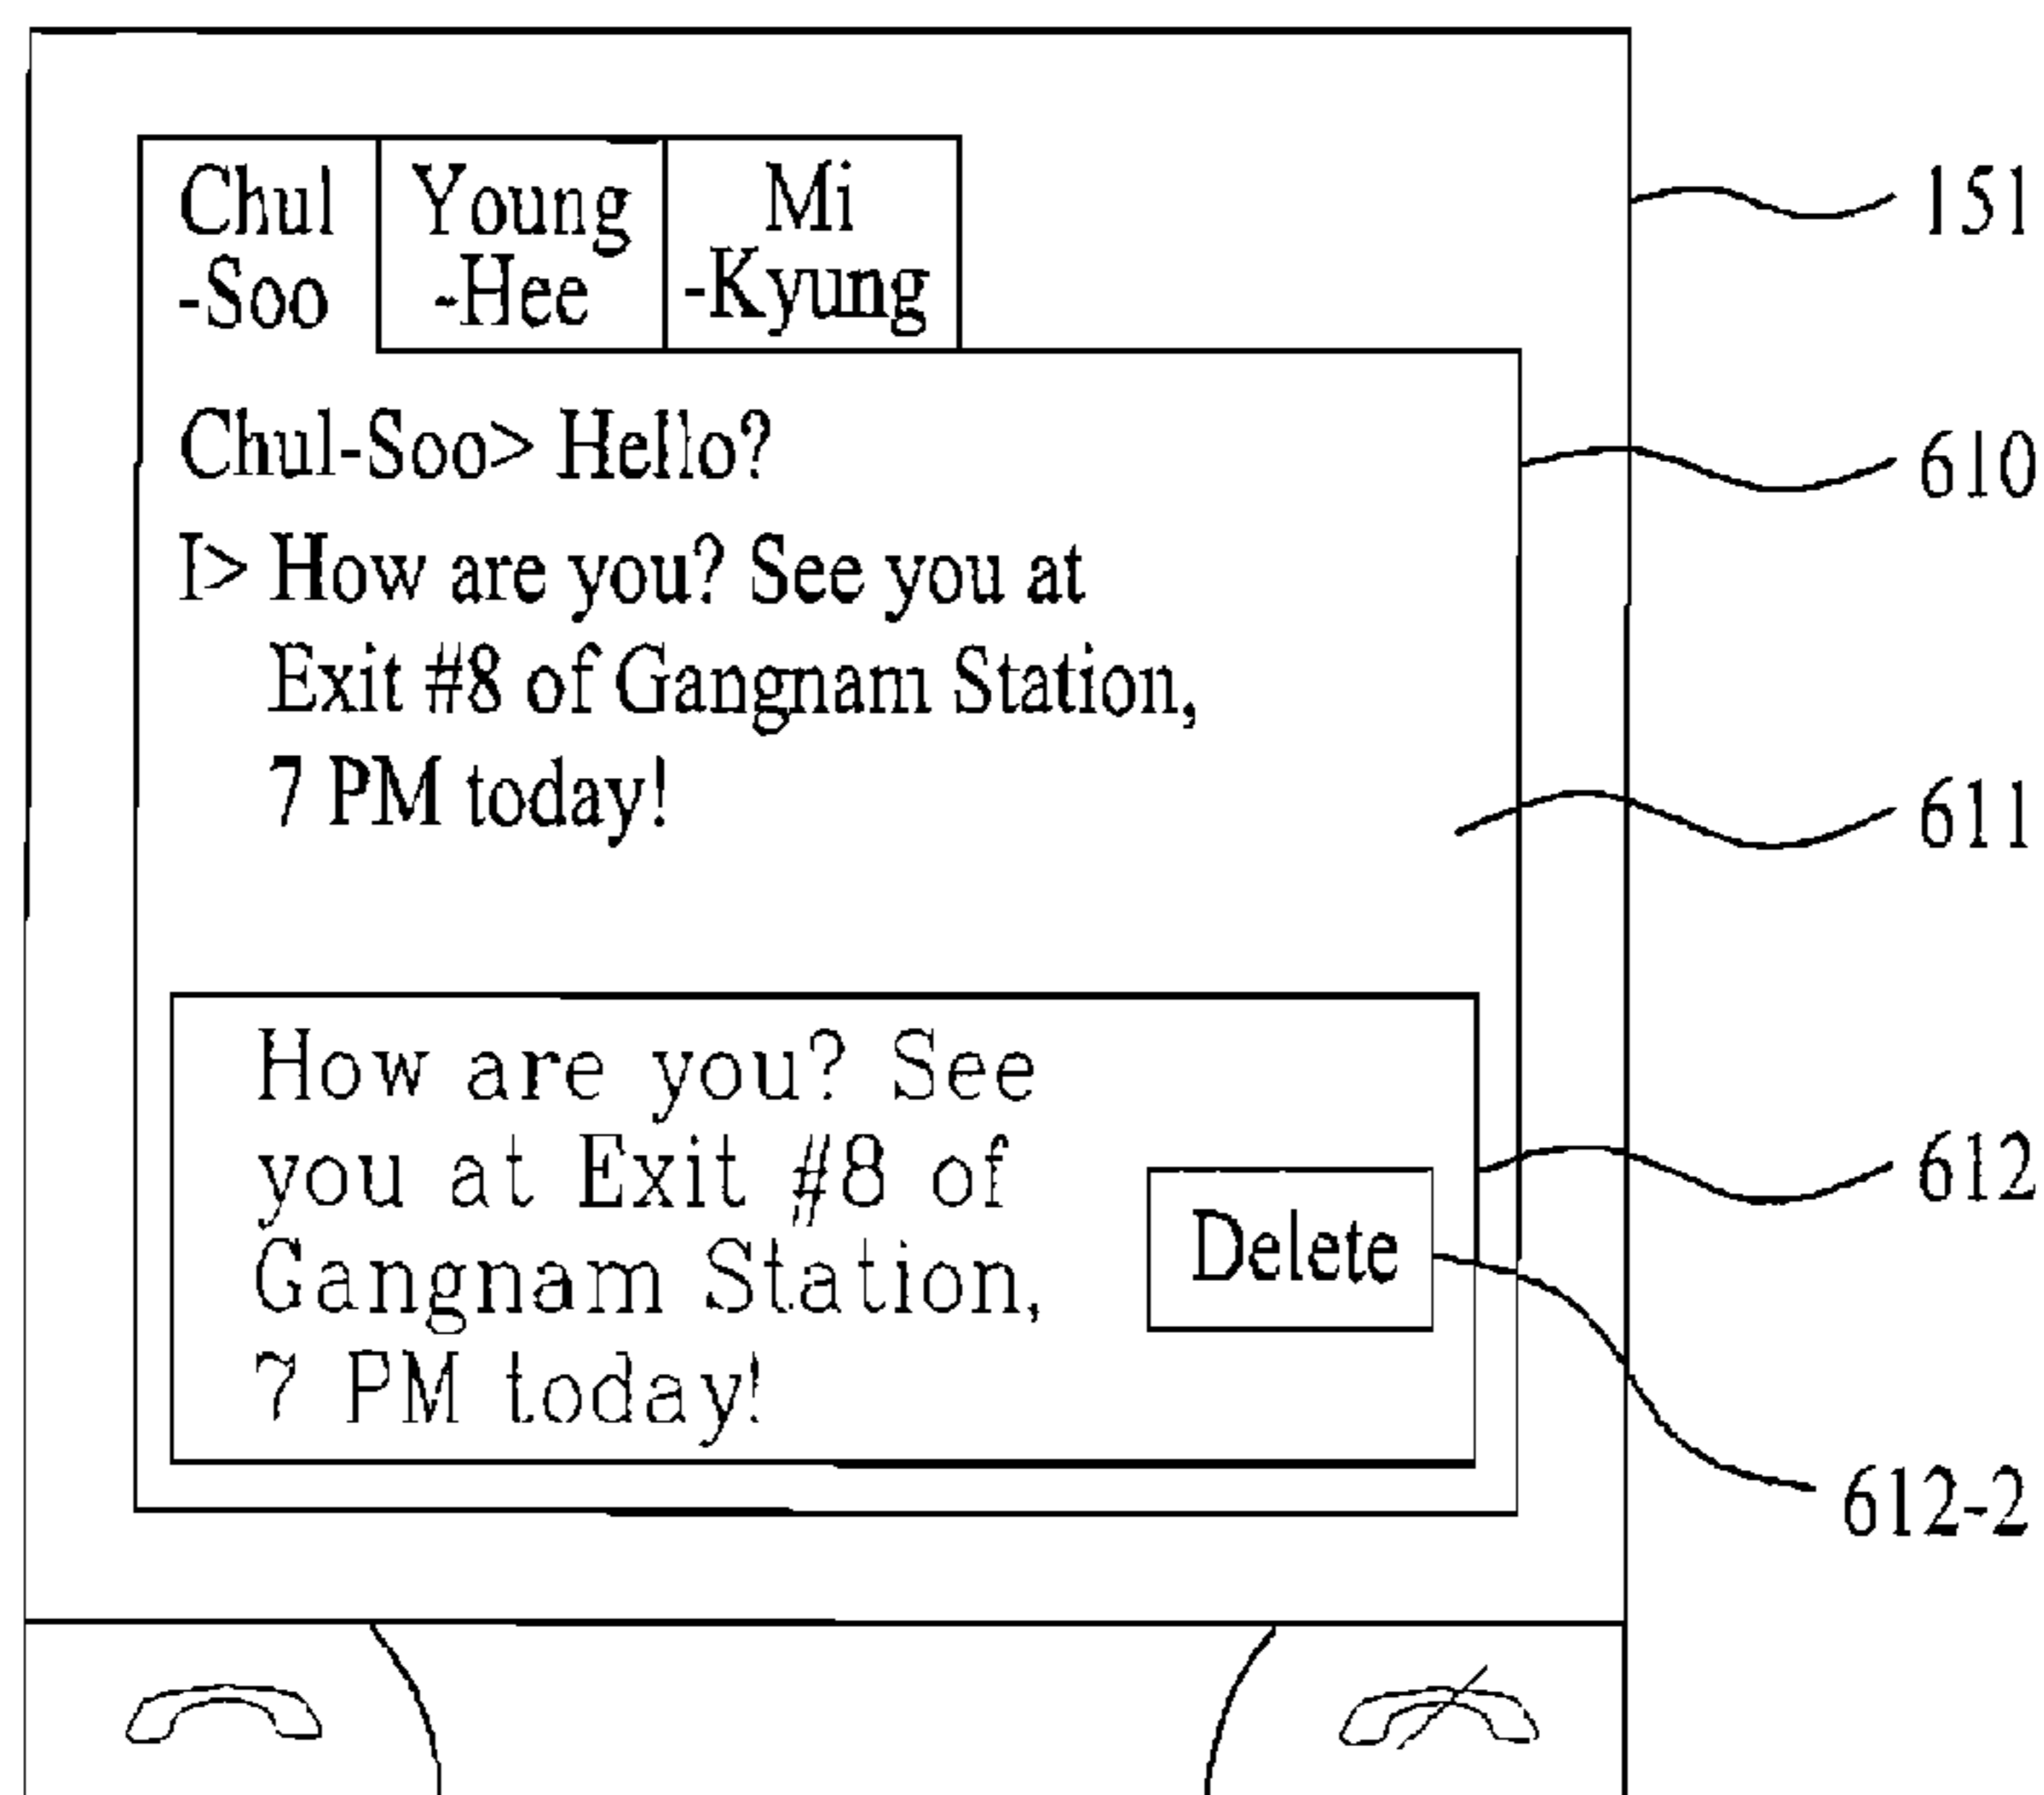 Chul
-Soo
Young
-Hee
Mi
-Kyung
151
Chul-Soo> Hello?
610
I> How are you? See you at
Exit #8 of Gangnam Station,
7 PM today!
611
How are you? See
you at Exit #8 of
Gangnam Station,
7 PM today!
Delete
612
612-2